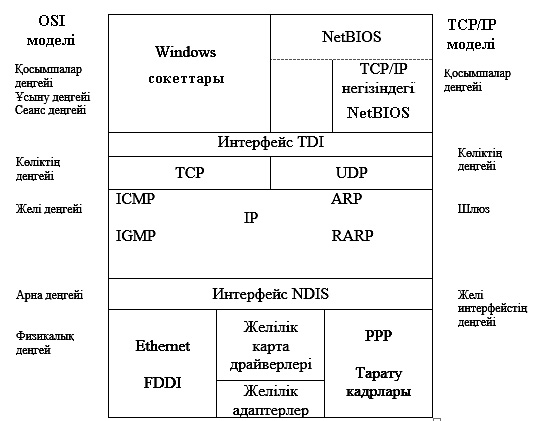 OSI
моделі
Қосымшалар
деңгейі
Ұсыну деңгейі
Сеанс деңгейі
Көліктің
деңгейі
Желі деңгейі
Арна деңгейі
Физикалық
деңгей
Windows
сокеттары
NetBIOS
TCP/IP
негізіндегі
NetBIOS
Интерфейс TDI
TCP
UDP
ICMP
ARP
IP
IGMP
RARP
Интерфейс NDIS
Ethernet
FDDI
Желілік
карта
драйверлері
Желілік
адаптерлер
PPP
Тарату
кадрлары
TCP/IP
моделі
Қосымшалар
деңгейі
Көліктің
деңгейі
Шлюз
Желі
интерфейстің
деңгейі